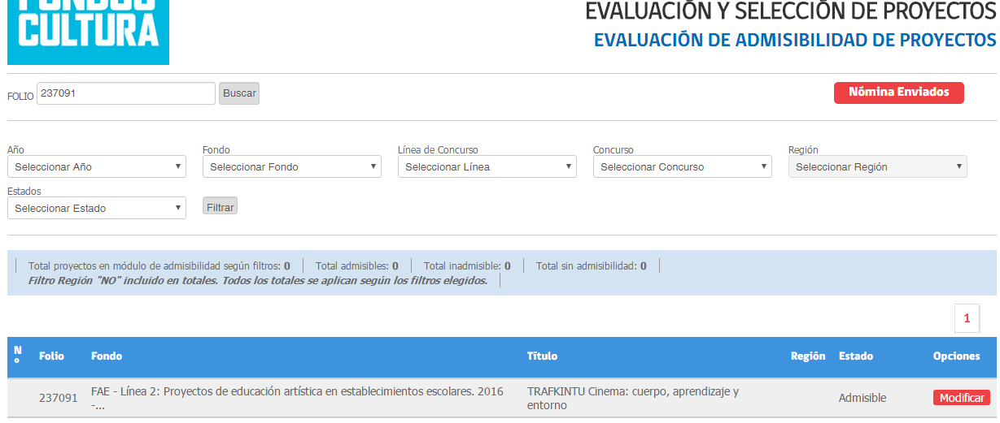 FONDOS
CULTURA
EVALUACIÓN Y SELECCIÓN DE PROYECTOS
EVALUACIÓN DE ADMISIBILIDAD DE PROYECTOS
FOLIO 237091 Buscar
Nómina Enviados
Año Fondo Línea de Concurso Concurso Región
Seleccionar Año Seleccionar Fondo Seleccionar Línea Seleccionar Concurso Seleccionar Región
Estados
Seleccionar Estado Filtrar
Total proyectos en módulo de admisibilidad según filtros: 0 Total admisibles: 0 Total inadmisible: 0 Total sin admisibilidad: 0
Filtro Región "NO" incluido en totales. Todos los totales se aplican según los filtros elegidos.
1
Nº Folio Fondo Título Región Estado Opciones
237091 FAE - Línea 2: Proyectos de educación artística en establecimientos escolares. 2016 -... TRAFKINTU Cinema: cuerpo, aprendizaje y entorno Admisible Modificar